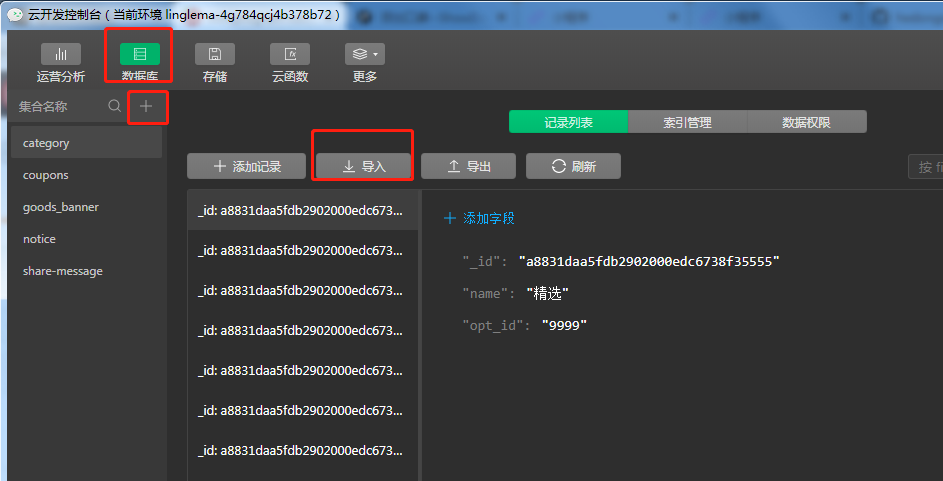 云开发控制台 ( 当前环境 linglema-4g784qcj4b378b72 )
运营分析 数据库 存储 云函数 更多
集合名称
记录列表 索引管理 数据权限
category
coupons
goods_banner
notice
share-message
添加记录 导入 导出 刷新 按 fi
_id: a8831daa5fdb2902000edc673...
_id: a8831daa5fdb2902000edc673...
_id: a8831daa5fdb2902000edc673...
_id: a8831daa5fdb2902000edc673...
_id: a8831daa5fdb2902000edc673...
_id: a8831daa5fdb2902000edc673...
_id: a8831daa5fdb2902000edc673...
添加字段
"_id": "a8831daa5fdb2902000edc6738f35555"
"name": "精选"
"opt_id": "9999"